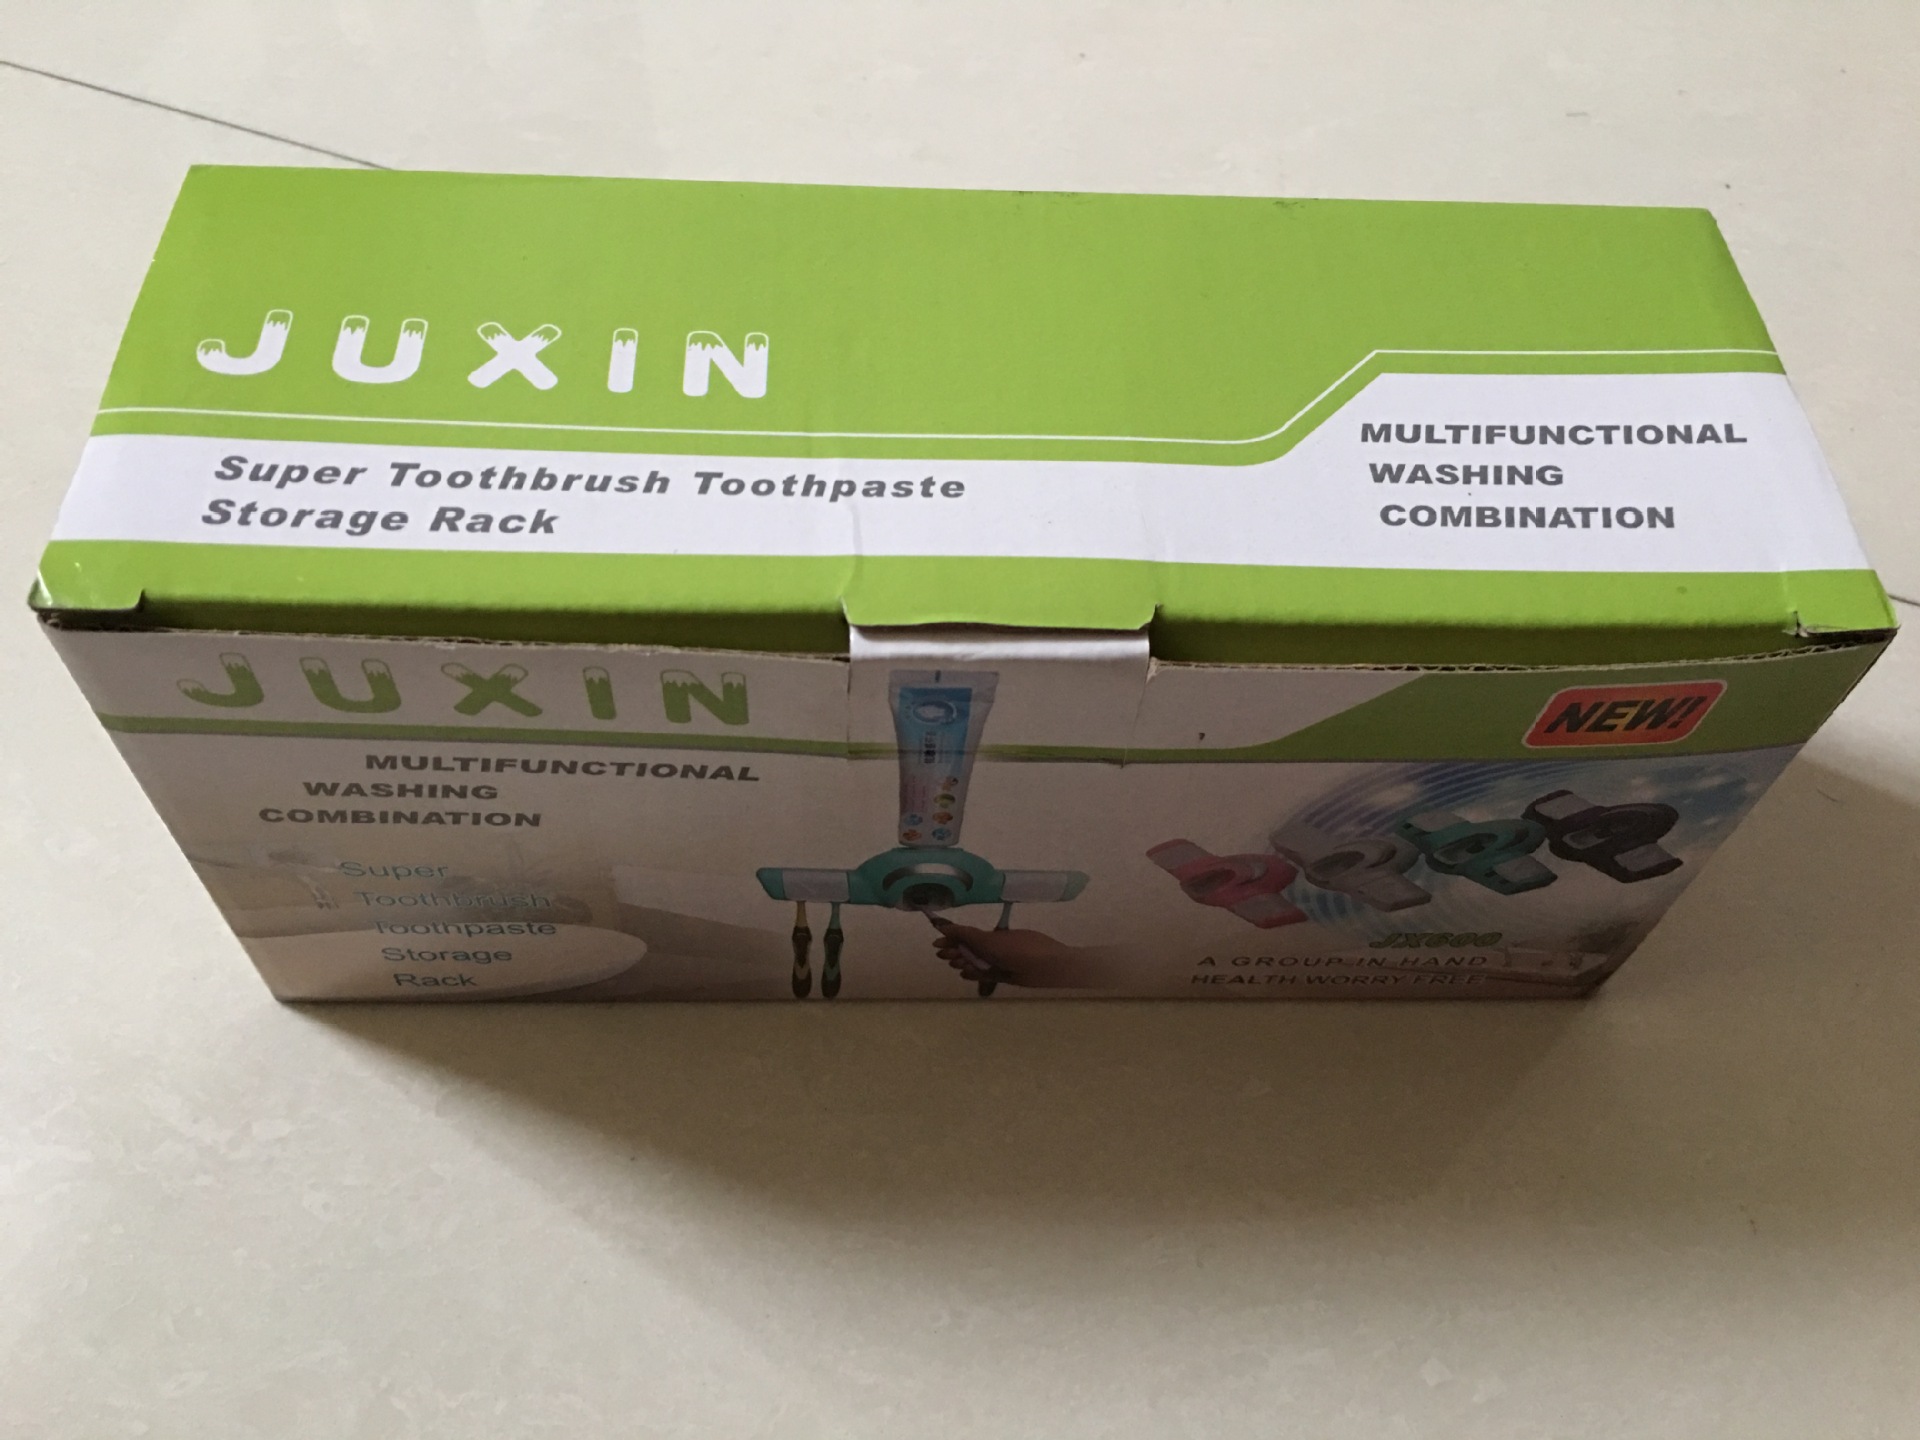 JUXIN
Super Toothbrush Toothpaste
Storage Rack
MULTIFUNCTIONAL
WASHING
COMBINATION
JUXIN
NEW!
MULTIFUNCTIONAL
WASHING
COMBINATION
Super
Toothbrush
Toothpaste
Storage
Rack
JX600
A GROUP IN HAND
HEALTH WORRY FREE